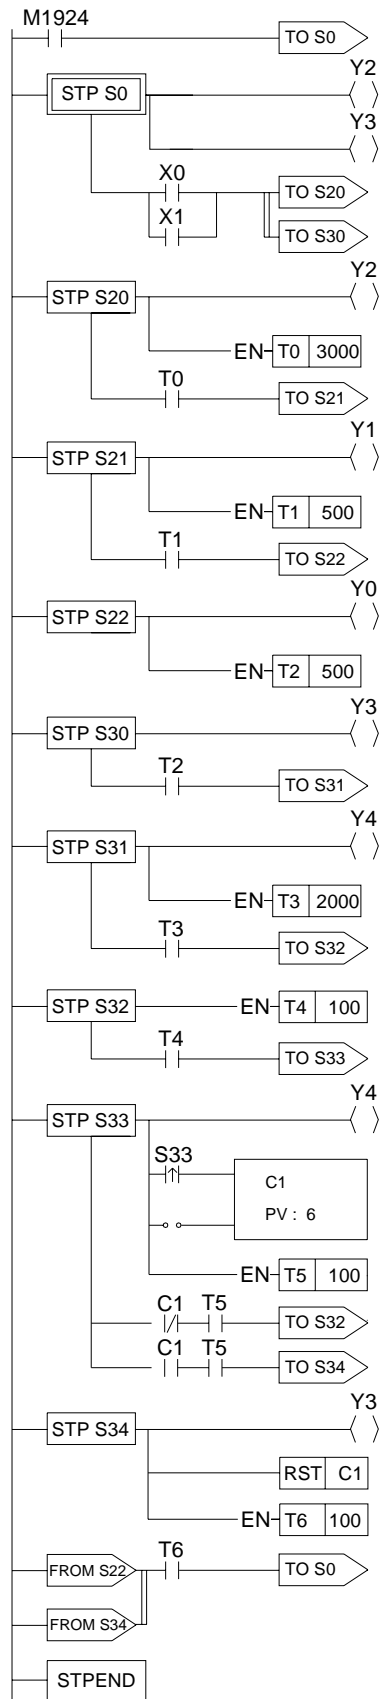 M1924
TO S0
Y2
STP S0
Y3
X0
TO S20
X1
TO S30
Y2
STP S20
EN T0 3000
T0
TO S21
Y1
STP S21
EN T1 500
T1
TO S22
Y0
STP S22
EN T2 500
Y3
STP S30
T2
TO S31
Y4
STP S31
EN T3 2000
T3
TO S32
STP S32 EN T4 100
T4
TO S33
Y4
STP S33
S33
C1
PV : 6
EN T5 100
C1 T5
TO S32
C1 T5
TO S34
Y3
STP S34
RST C1
EN T6 100
T6
FROM S22 TO S0
FROM S34
STPEND